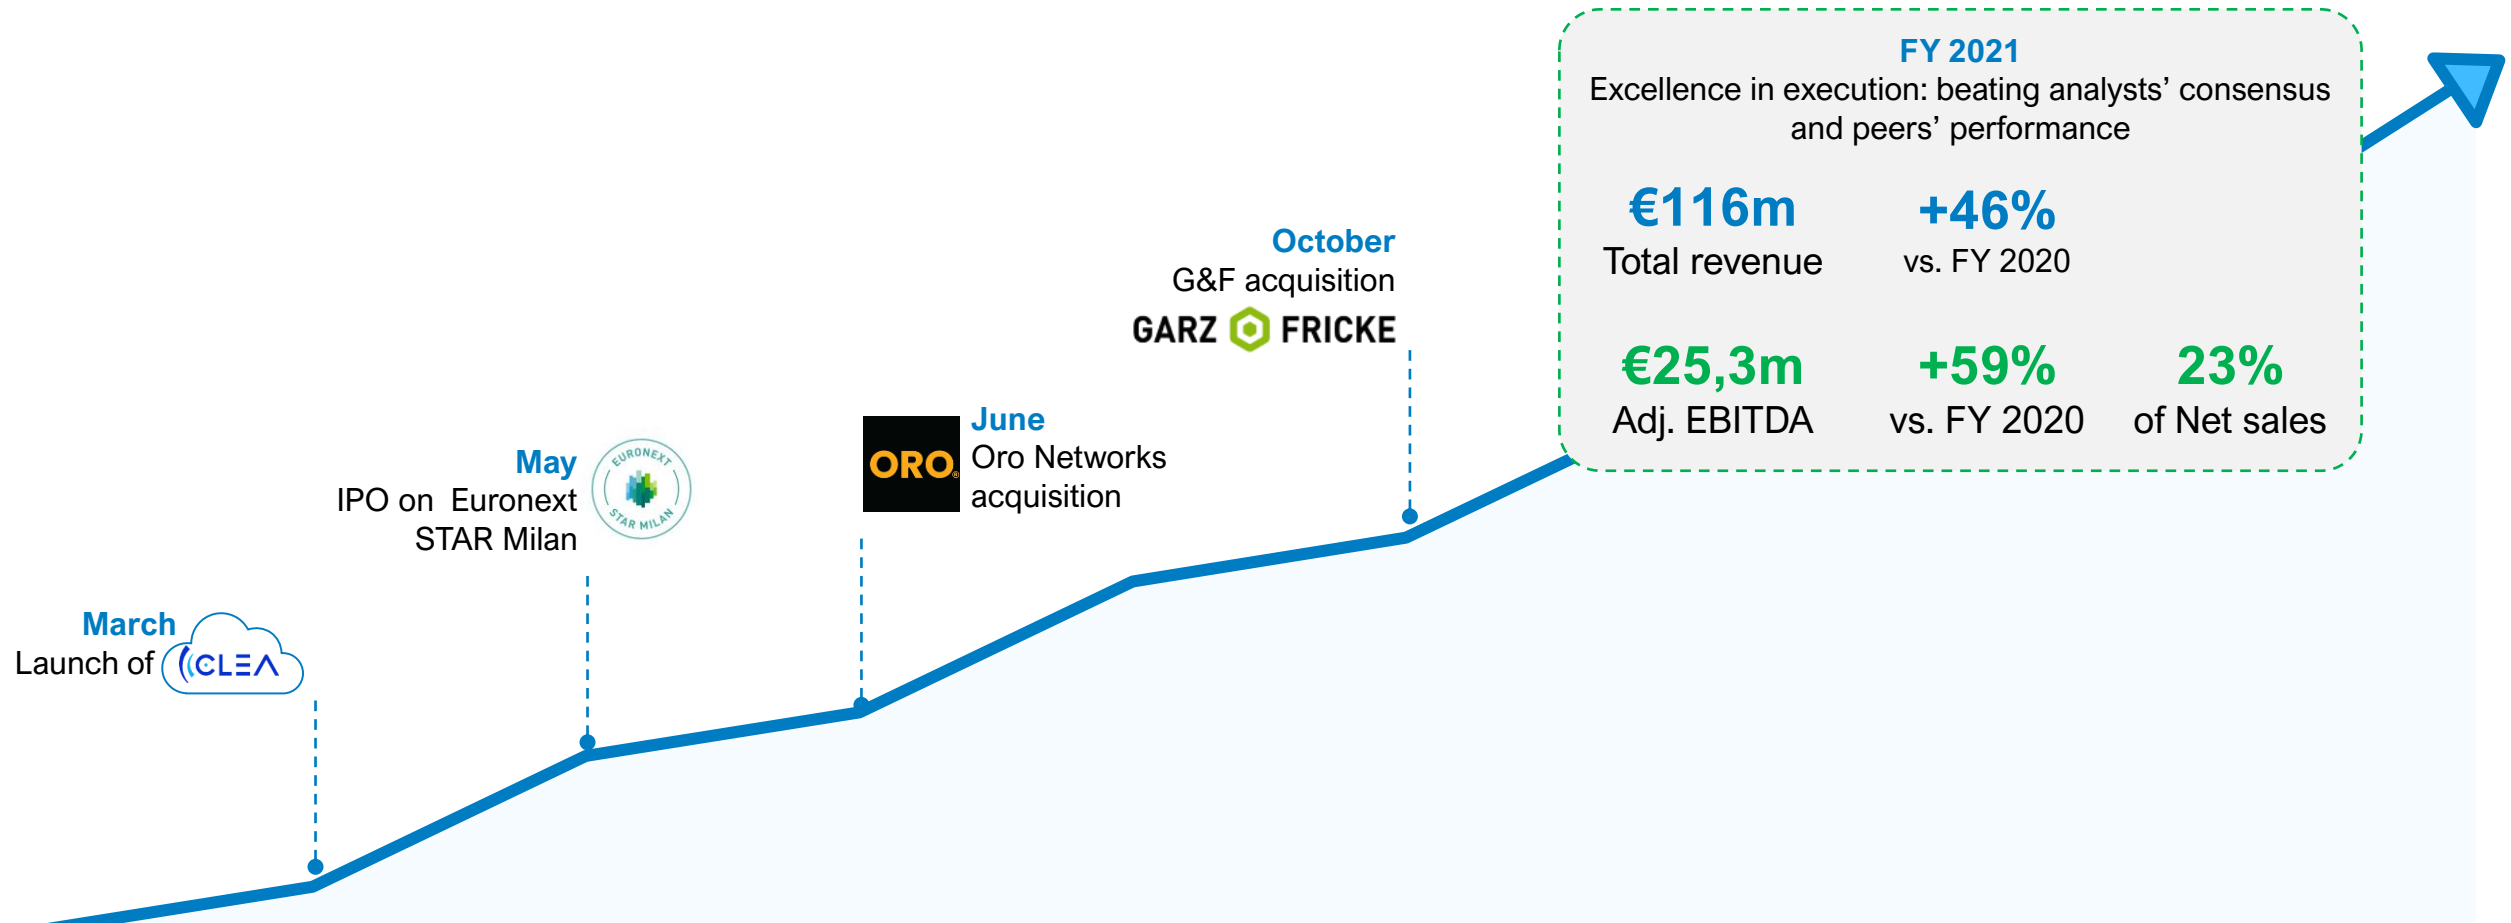 March
Launch of
CLEA
May
IPO on  Euronext
STAR Milan
EURONEXT
STAR MILAN
ORO®
June
Oro Networks
acquisition
October
G&F acquisition
GARZ FRICKE
FY 2021
Excellence in execution: beating analysts’ consensus
and peers’ performance
€116m +46%
Total revenue vs. FY 2020
€25,3m +59% 23%
Adj. EBITDA vs. FY 2020 of Net sales